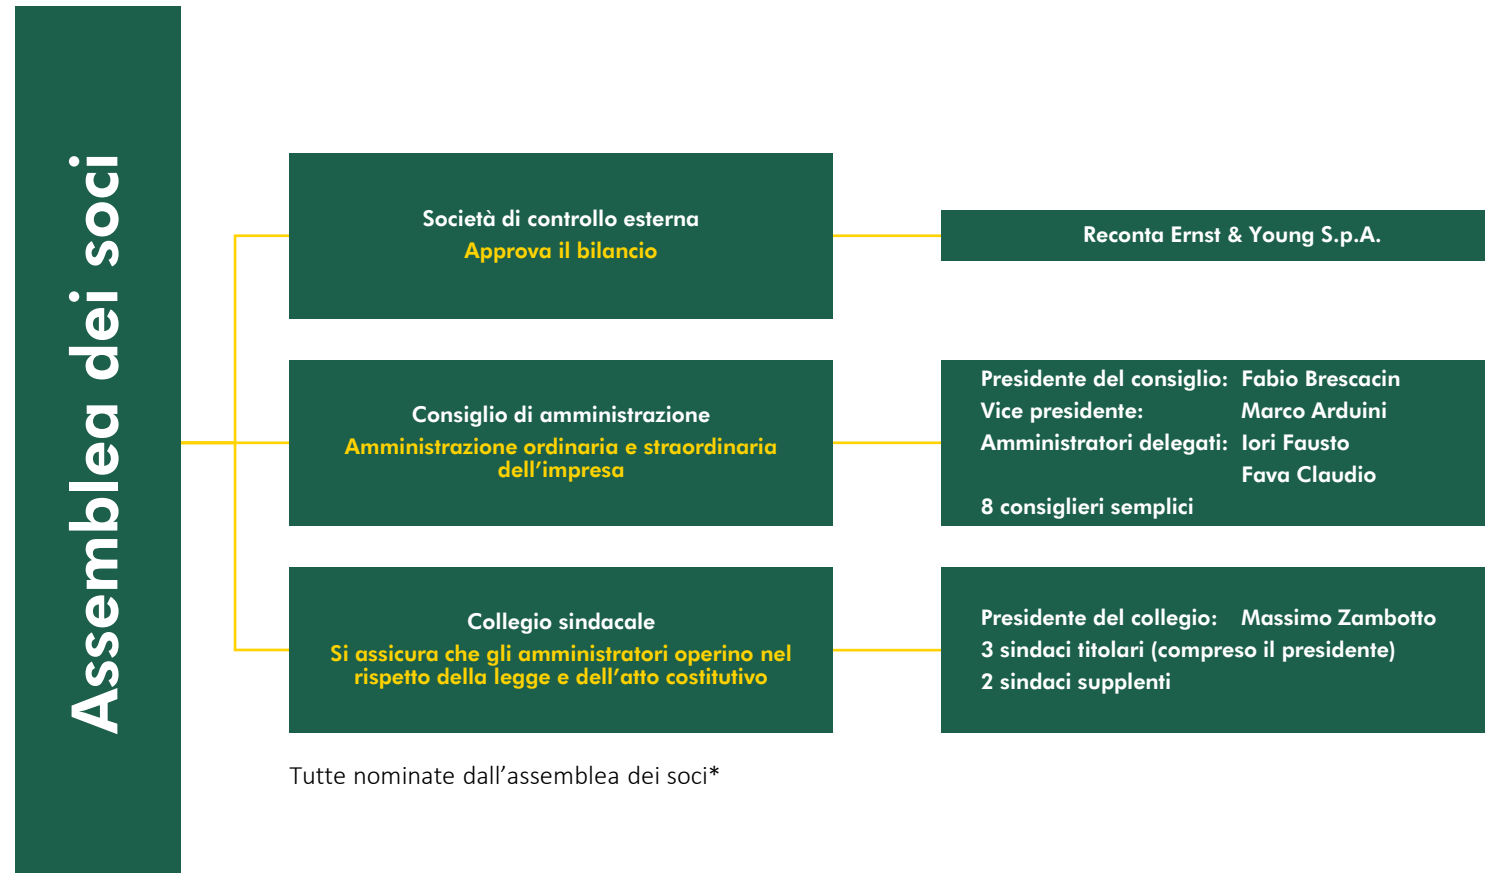 Assemblea dei soci
Società di controllo esterna
Approva il bilancio
Reconta Ernst & Young S.p.A.
Consiglio di amministrazione
Amministrazione ordinaria e straordinaria
dell'impresa
Presidente del consiglio: Fabio Brescacin
Vice presidente: Marco Arduini
Amministratori delegati: Iori Fausto
Fava Claudio
8 consiglieri semplici
Collegio sindacale
Si assicura che gli amministratori operino nel
rispetto della legge e dell'atto costitutivo
Presidente del collegio: Massimo Zambotto
3 sindaci titolari (compreso il presidente)
2 sindaci supplenti
Tutte nominate dall'assemblea dei soci*